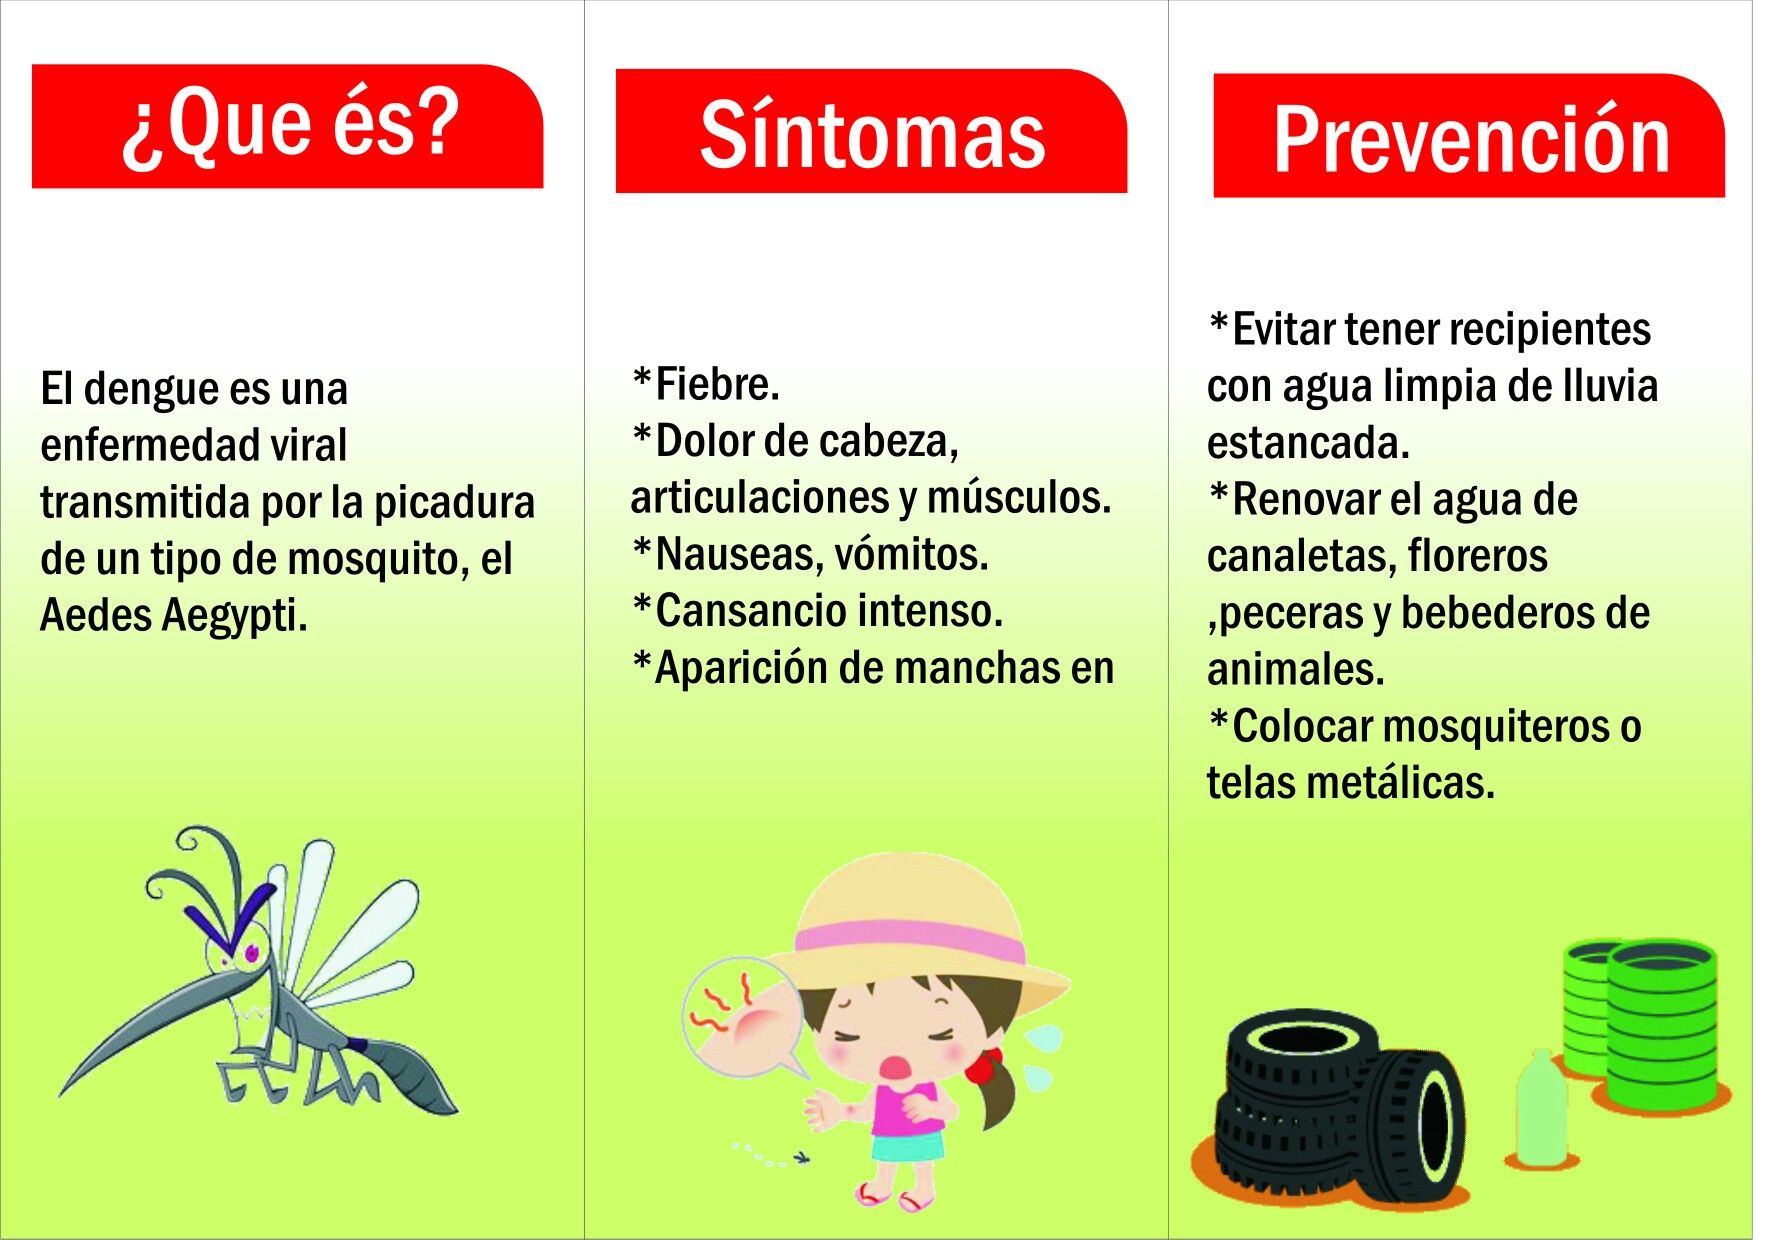 ¿Que és?
El dengue es una
enfermedad viral
transmitida por la picadura
de un tipo de mosquito, el
Aedes Aegypti.
Síntomas
*Fiebre.
*Dolor de cabeza,
articulaciones y músculos.
*Nauseas, vómitos.
*Cansancio intenso.
*Aparición de manchas en
Prevención
*Evitar tener recipientes
con agua limpia de lluvia
estancada.
*Renovar el agua de
canaletas, floreros
,peceras y bebederos de
animales.
*Colocar mosquiteros o
telas metálicas.